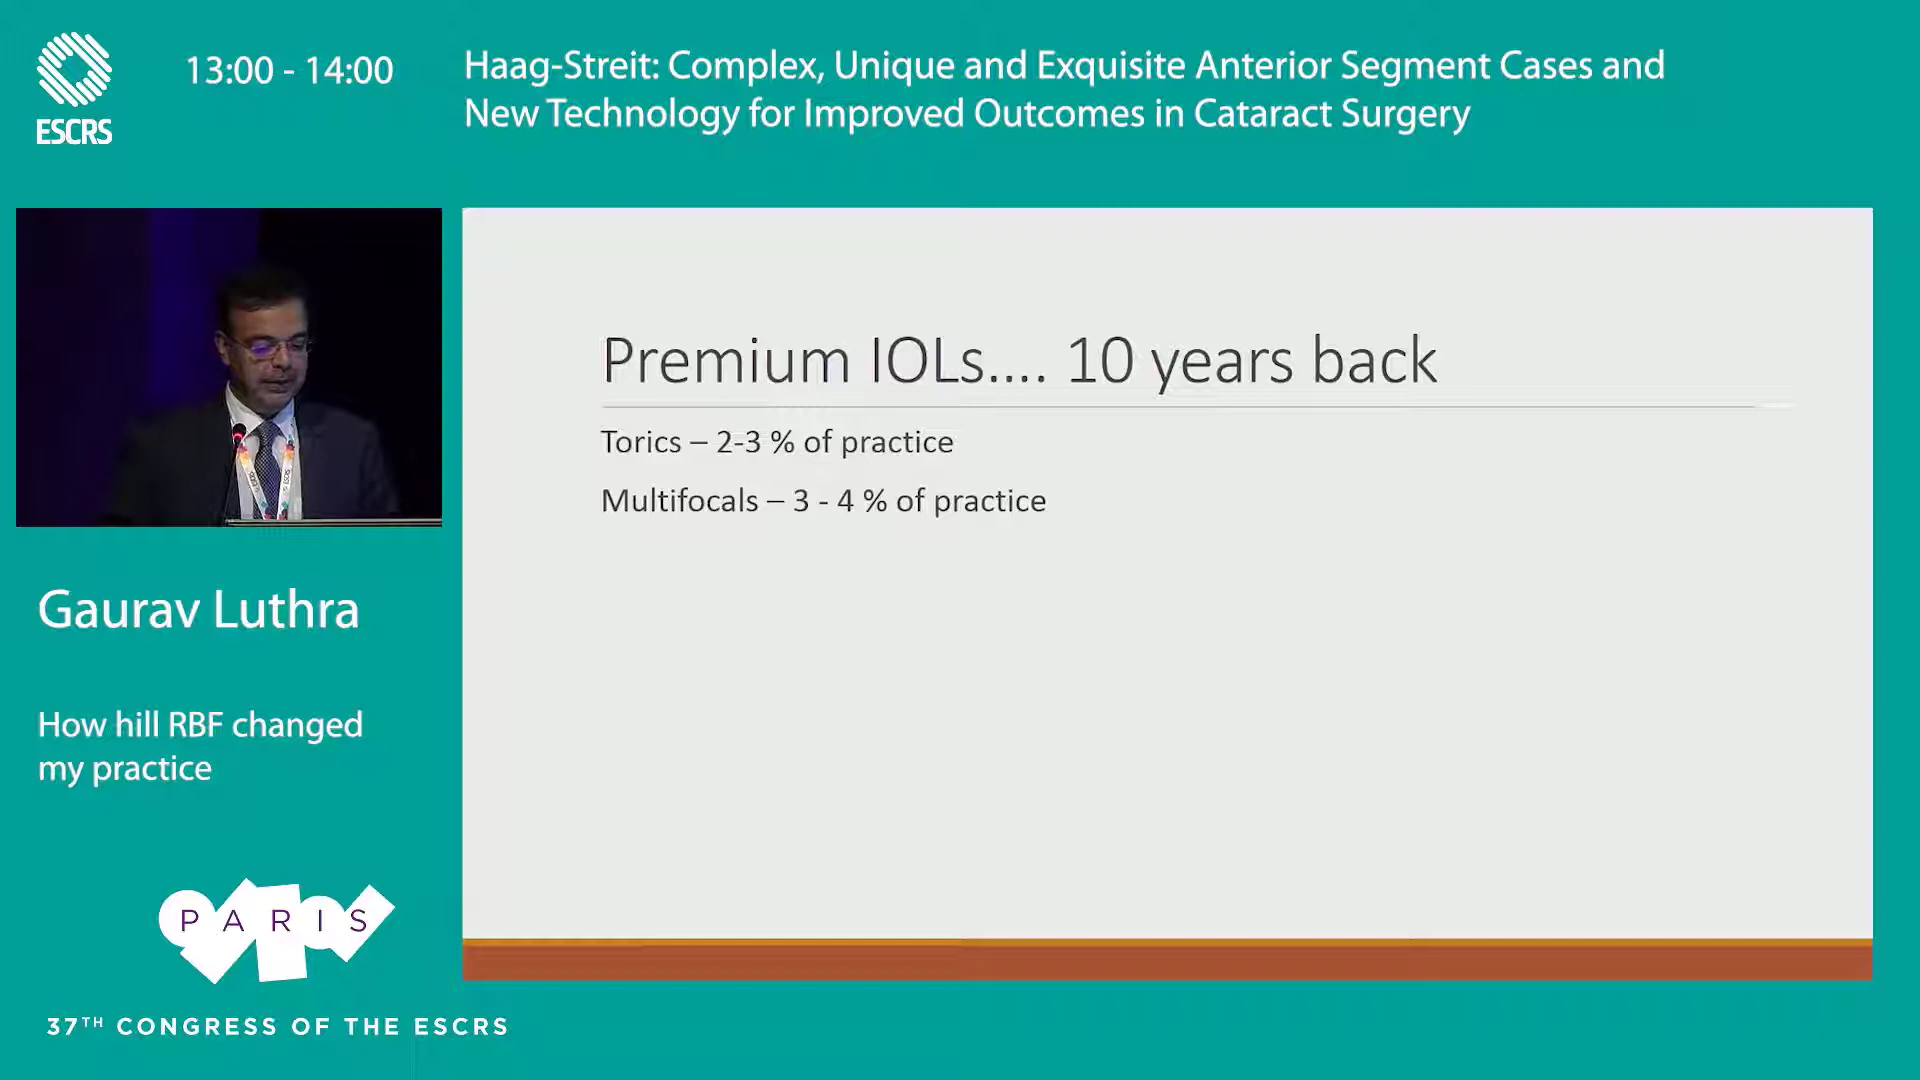 ESCRS
13:00 - 14:00
Haag-Streit: Complex, Unique and Exquisite Anterior Segment Cases and
New Technology for Improved Outcomes in Cataract Surgery
Premium IOLs.... 10 years back
Torics – 2-3 % of practice
Multifocals – 3 - 4 % of practice
Gaurav Luthra
How hill RBF changed
my practice
PARIS
37TH CONGRESS OF THE ESCRS